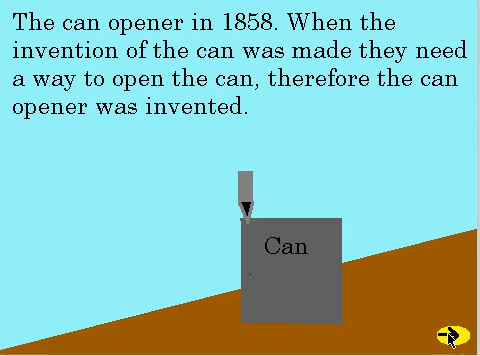 The can opener in 1858. When the
invention of the can was made they need
a way to open the can, therefore the can
opener was invented.
Can